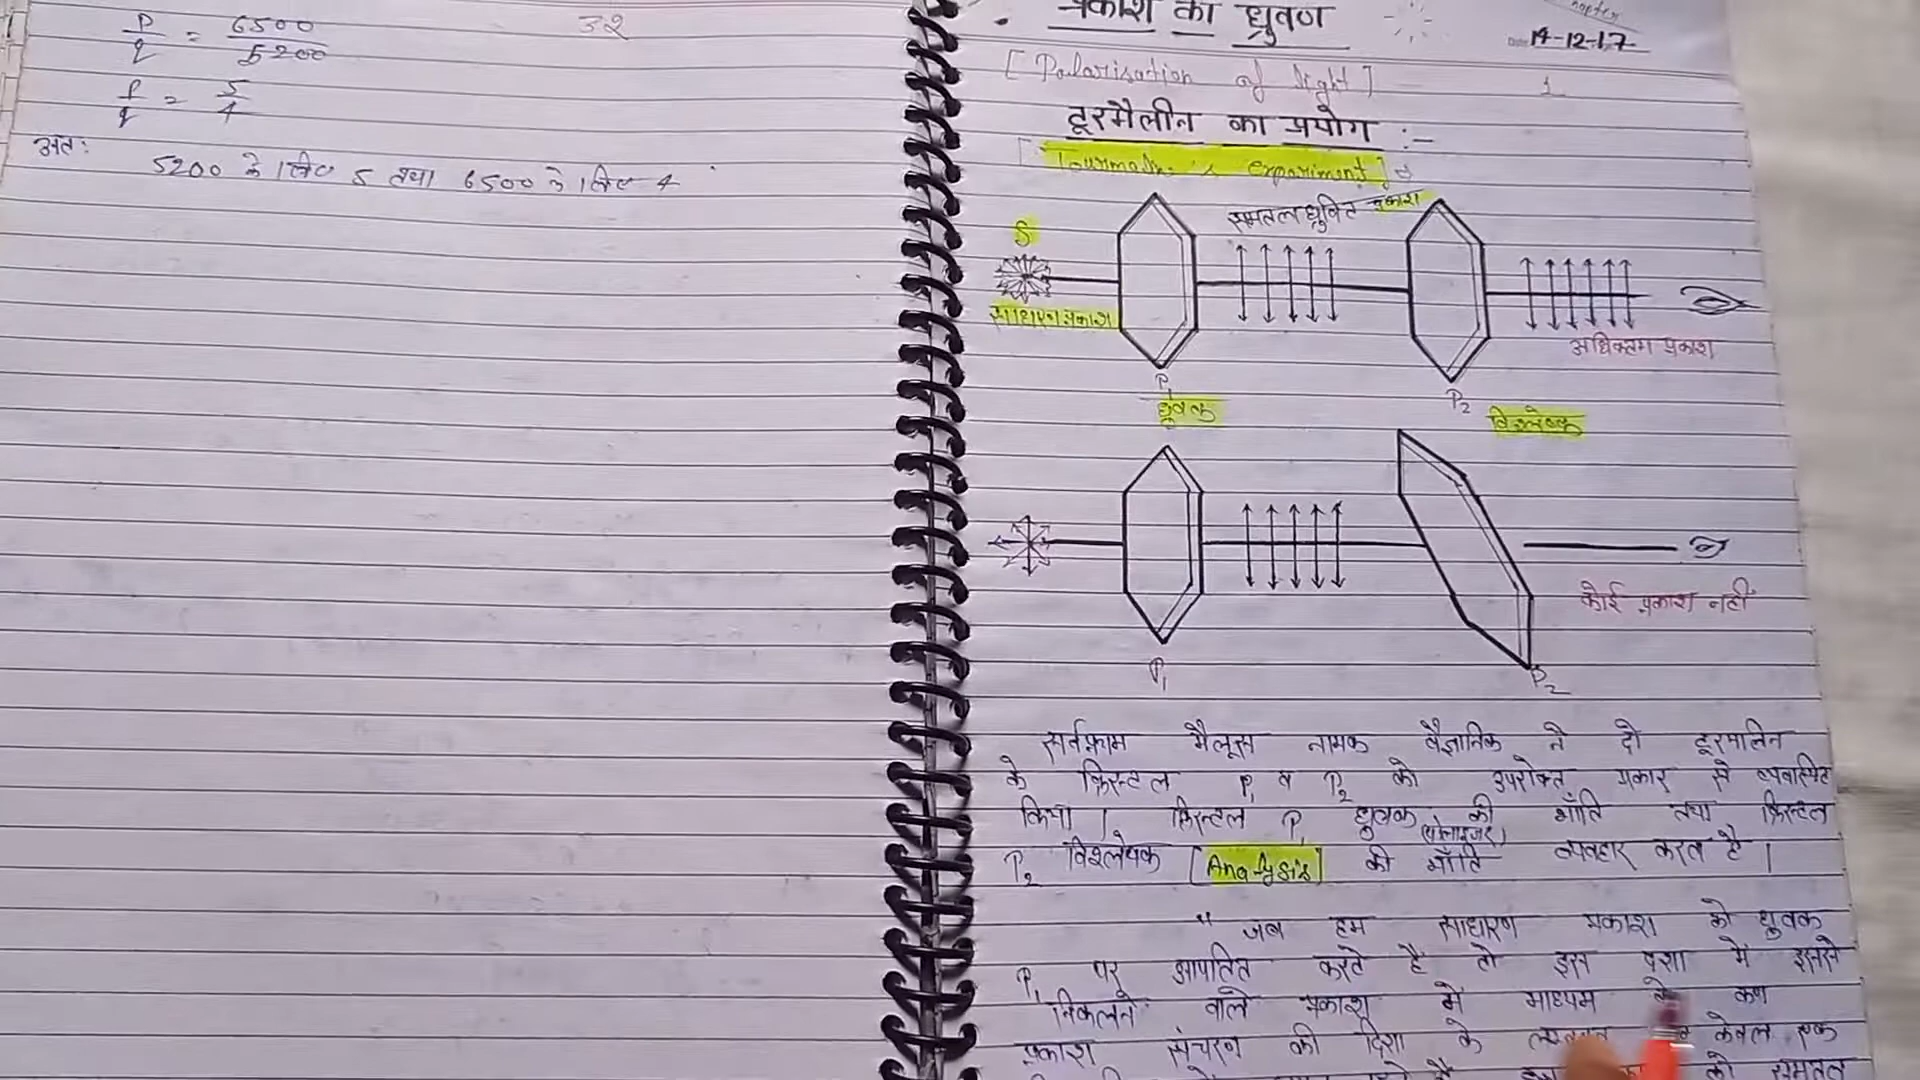 p/q = 6500/5200
32
p/q = 5/4
अतः
5200 के लिए 5 तथा 6500 के लिए 4
प्रकाश का ध्रुवण
14-12-17
[Polarisation of light]
1
टूरमैलीन का प्रयोग :-
experiment]
S
समतल ध्रुवित प्रकाश
साधारण प्रकाश
अधिकतम प्रकाश
P
ध्रुवक
P2
विश्लेषक
कोई प्रकाश नहीं
P1
P2
सर्वप्रथम मैलूस नामक वैज्ञानिक ने दो टूरमालिन
के क्रिस्टल P1 व P2 को उपरोक्त प्रकार से व्यवस्थित
किया। क्रिस्टल P1 ध्रुवक (पोलाइजर) की भाँति तथा क्रिस्टल
P2 विश्लेषक [Analysis] की भाँति व्यवहार करत है।
" जब हम साधारण प्रकाश को ध्रुवक
P1 पर आपतित करते है तो इस दशा में इससे
निकलने वाले प्रकाश में माध्यम के कण
प्रकाश संचरण की दिशा के केवल एक
को समतल